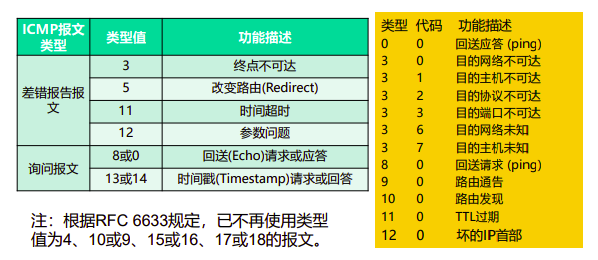 ICMP报文类型 类型值 功能描述
差错报告报文 3 终点不可达
5 改变路由(Redirect)
11 时间超时
12 参数问题
询问报文 8或0 回送(Echo)请求或应答
13或14 时间戳(Timestamp)请求或回答
注：根据RFC 6633规定，已不再使用类型
值为4、10或9、15或16、17或18的报文。
类型 代码 功能描述
0 0 回送应答 (ping)
3 0 目的网络不可达
3 1 目的主机不可达
3 2 目的协议不可达
3 3 目的端口不可达
3 6 目的网络未知
3 7 目的主机未知
8 0 回送请求 (ping)
9 0 路由通告
10 0 路由发现
11 0 TTL过期
12 0 坏的IP首部